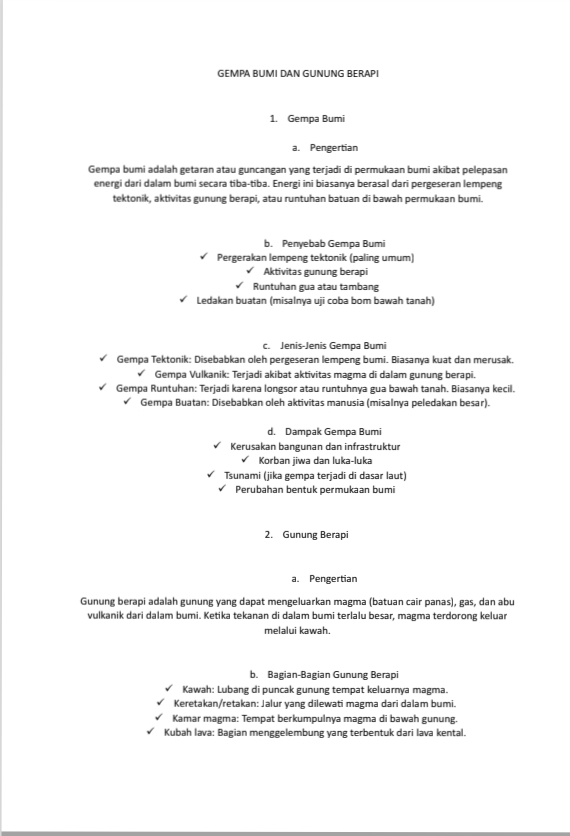 GEMPA BUMI DAN GUNUNG BERAPI
1. Gempa Bumi
a. Pengertian
Gempa bumi adalah getaran atau guncangan yang terjadi di permukaan bumi akibat pelepasan
energi dari dalam bumi secara tiba-tiba. Energi ini biasanya berasal dari pergeseran lempeng
tektonik, aktivitas gunung berapi, atau runtuhan batuan di bawah permukaan bumi.
b. Penyebab Gempa Bumi
✓ Pergerakan lempeng tektonik (paling umum)
✓ Aktivitas gunung berapi
✓ Runtuhan gua atau tambang
✓ Ledakan buatan (misalnya uji coba bom bawah tanah)
c. Jenis-Jenis Gempa Bumi
✓ Gempa Tektonik: Disebabkan oleh pergeseran lempeng bumi. Biasanya kuat dan merusak.
✓ Gempa Vulkanik: Terjadi akibat aktivitas magma di dalam gunung berapi.
✓ Gempa Runtuhan: Terjadi karena longsor atau runtuhnya gua bawah tanah. Biasanya kecil.
✓ Gempa Buatan: Disebabkan oleh aktivitas manusia (misalnya peledakan besar).
d. Dampak Gempa Bumi
✓ Kerusakan bangunan dan infrastruktur
✓ Korban jiwa dan luka-luka
✓ Tsunami (jika gempa terjadi di dasar laut)
✓ Perubahan bentuk permukaan bumi
2. Gunung Berapi
a. Pengertian
Gunung berapi adalah gunung yang dapat mengeluarkan magma (batuan cair panas), gas, dan abu
vulkanik dari dalam bumi. Ketika tekanan di dalam bumi terlalu besar, magma terdorong keluar
melalui kawah.
b. Bagian-Bagian Gunung Berapi
✓ Kawah: Lubang di puncak gunung tempat keluarnya magma.
✓ Keretakan/retakan: Jalur yang dilewati magma dari dalam bumi.
✓ Kamar magma: Tempat berkumpulnya magma di bawah gunung.
✓ Kubah lava: Bagian menggelembung yang terbentuk dari lava kental.